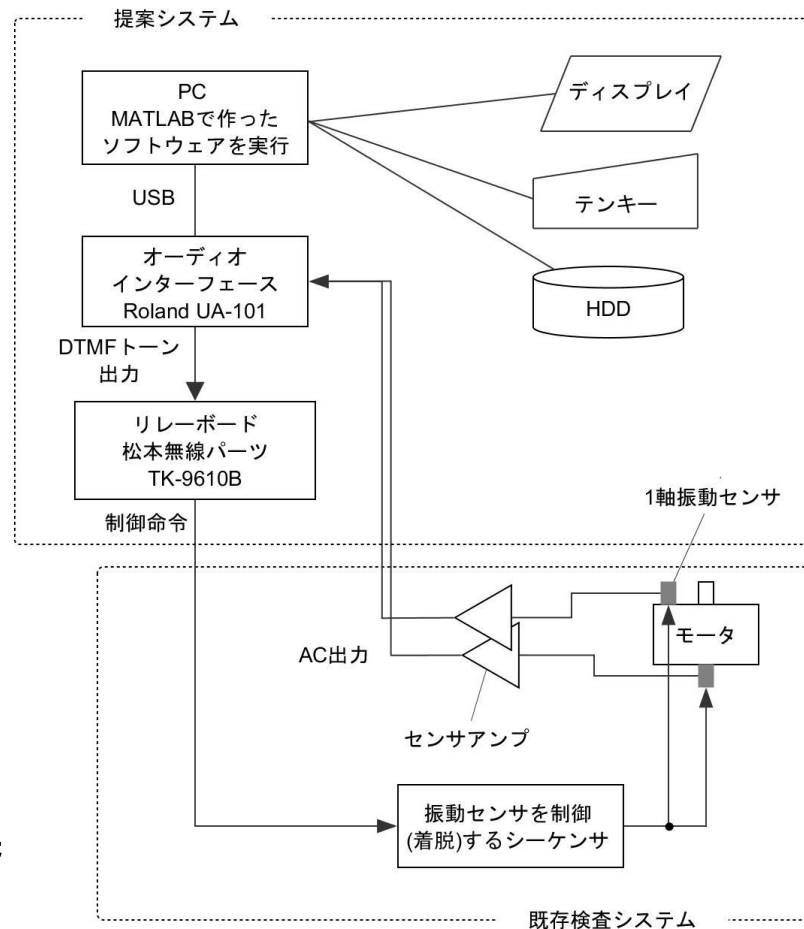 提案システム
PC
MATLABで作った
ソフトウェアを実行
ディスプレイ
テンキー
HDD
USB
オーディオ
インターフェース
Roland UA-101
DTMFトーン
出力
リレーボード
松本無線パーツ
TK-9610B
制御命令
1軸振動センサ
モータ
AC出力
センサアンプ
振動センサを制御
(着脱)するシーケンサ
既存検査システム